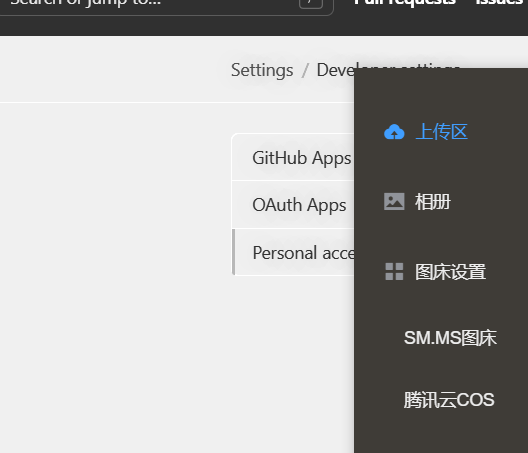 Search or jump to...
Pull requests Issues
Settings / Developer settings
GitHub Apps
OAuth Apps
Personal acce
上传区
相册
图床设置
SM.MS图床
腾讯云COS